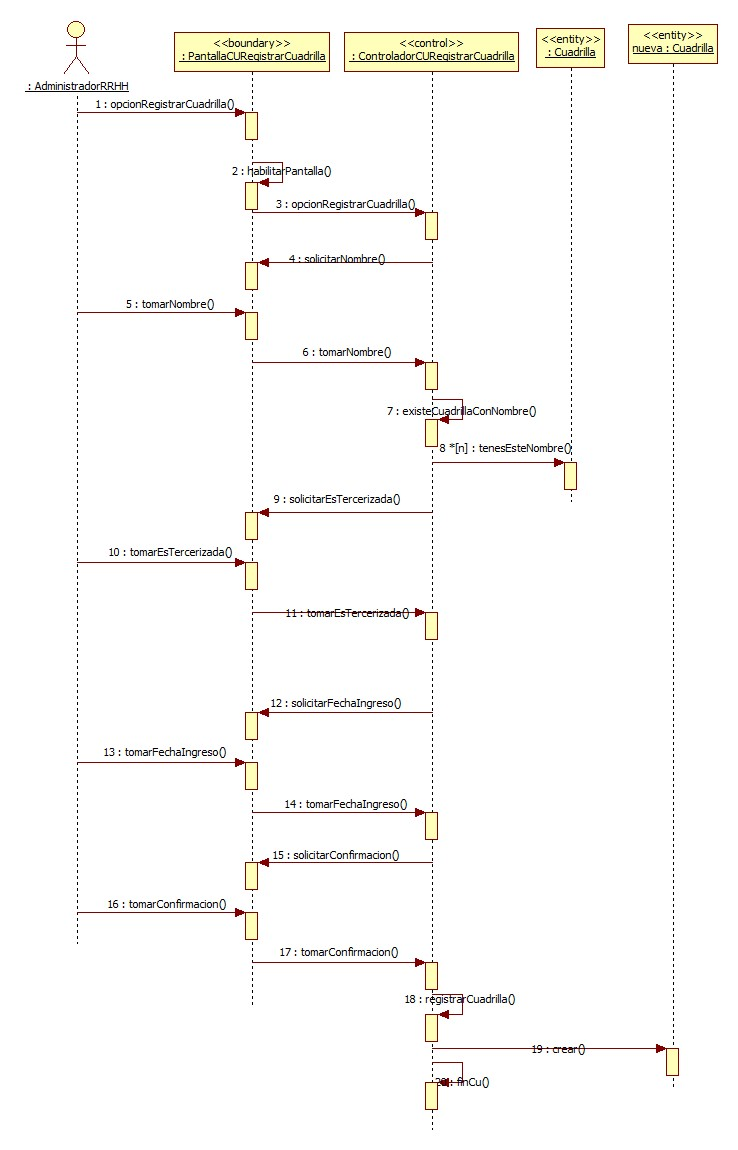 <<boundary>>
: PantallaCURegistrarCuadrilla
<<control>>
: ControladorCURegistrarCuadrilla
<<entity>>
: Cuadrilla
<<entity>>
nueva : Cuadrilla
: AdministradorRRHH
1 : opcionRegistrarCuadrilla()
2 : habilitarPantalla()
3 : opcionRegistrarCuadrilla()
4 : solicitarNombre()
5 : tomarNombre()
6 : tomarNombre()
7 : existeCuadrillaConNombre()
8 *[n] : tenesEsteNombre()
9 : solicitarEsTercerizada()
10 : tomarEsTercerizada()
11 : tomarEsTercerizada()
12 : solicitarFechaIngreso()
13 : tomarFechaIngreso()
14 : tomarFechaIngreso()
15 : solicitarConfirmacion()
16 : tomarConfirmacion()
17 : tomarConfirmacion()
18 : registrarCuadrilla()
19 : crear()
20 : finCu()